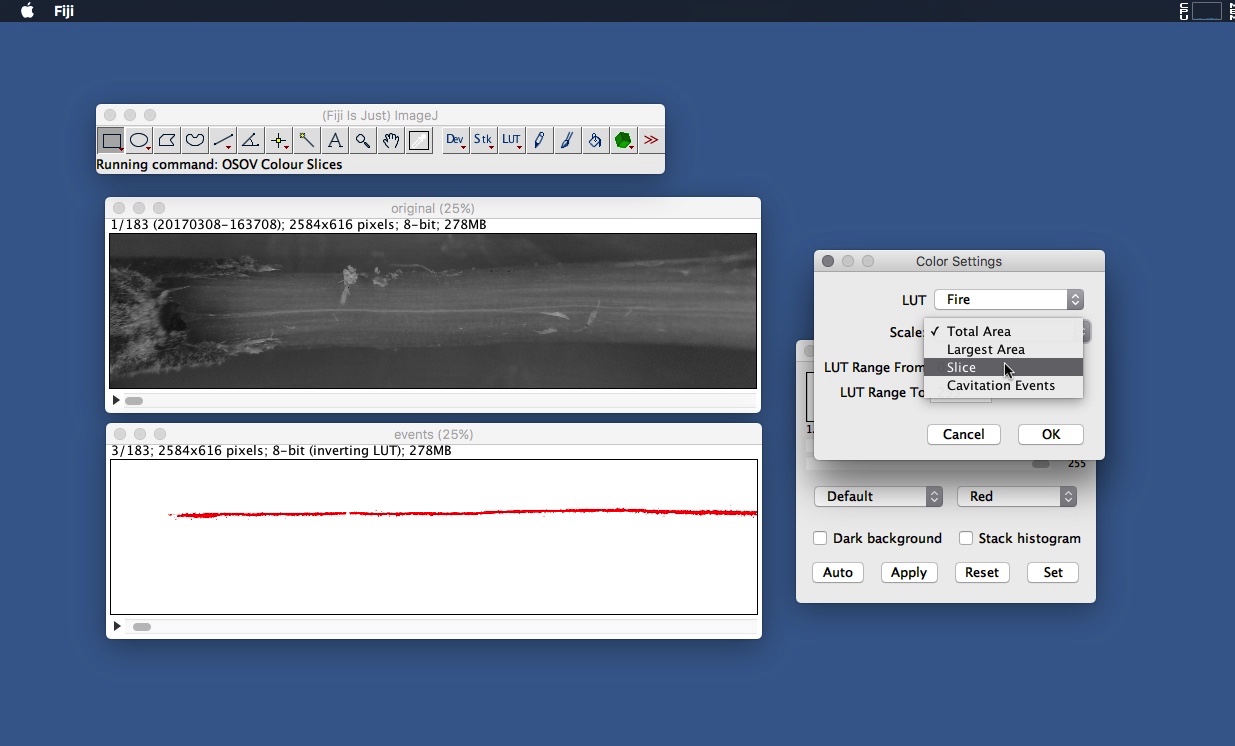 Fiji
CPU
MEM
(Fiji Is Just) ImageJ
A
Dev Stk LUT
>>
Running command: OSOV Colour Slices
original (25%)
1/183 (20170308-163708); 2584x616 pixels; 8-bit; 278MB
events (25%)
3/183; 2584x616 pixels; 8-bit (inverting LUT); 278MB
Color Settings
LUT Fire
Scale:
✓ Total Area
Largest Area
Slice
Cavitation Events
LUT Range From
LUT Range To
Cancel OK
255
Default Red
Dark background Stack histogram
Auto Apply Reset Set